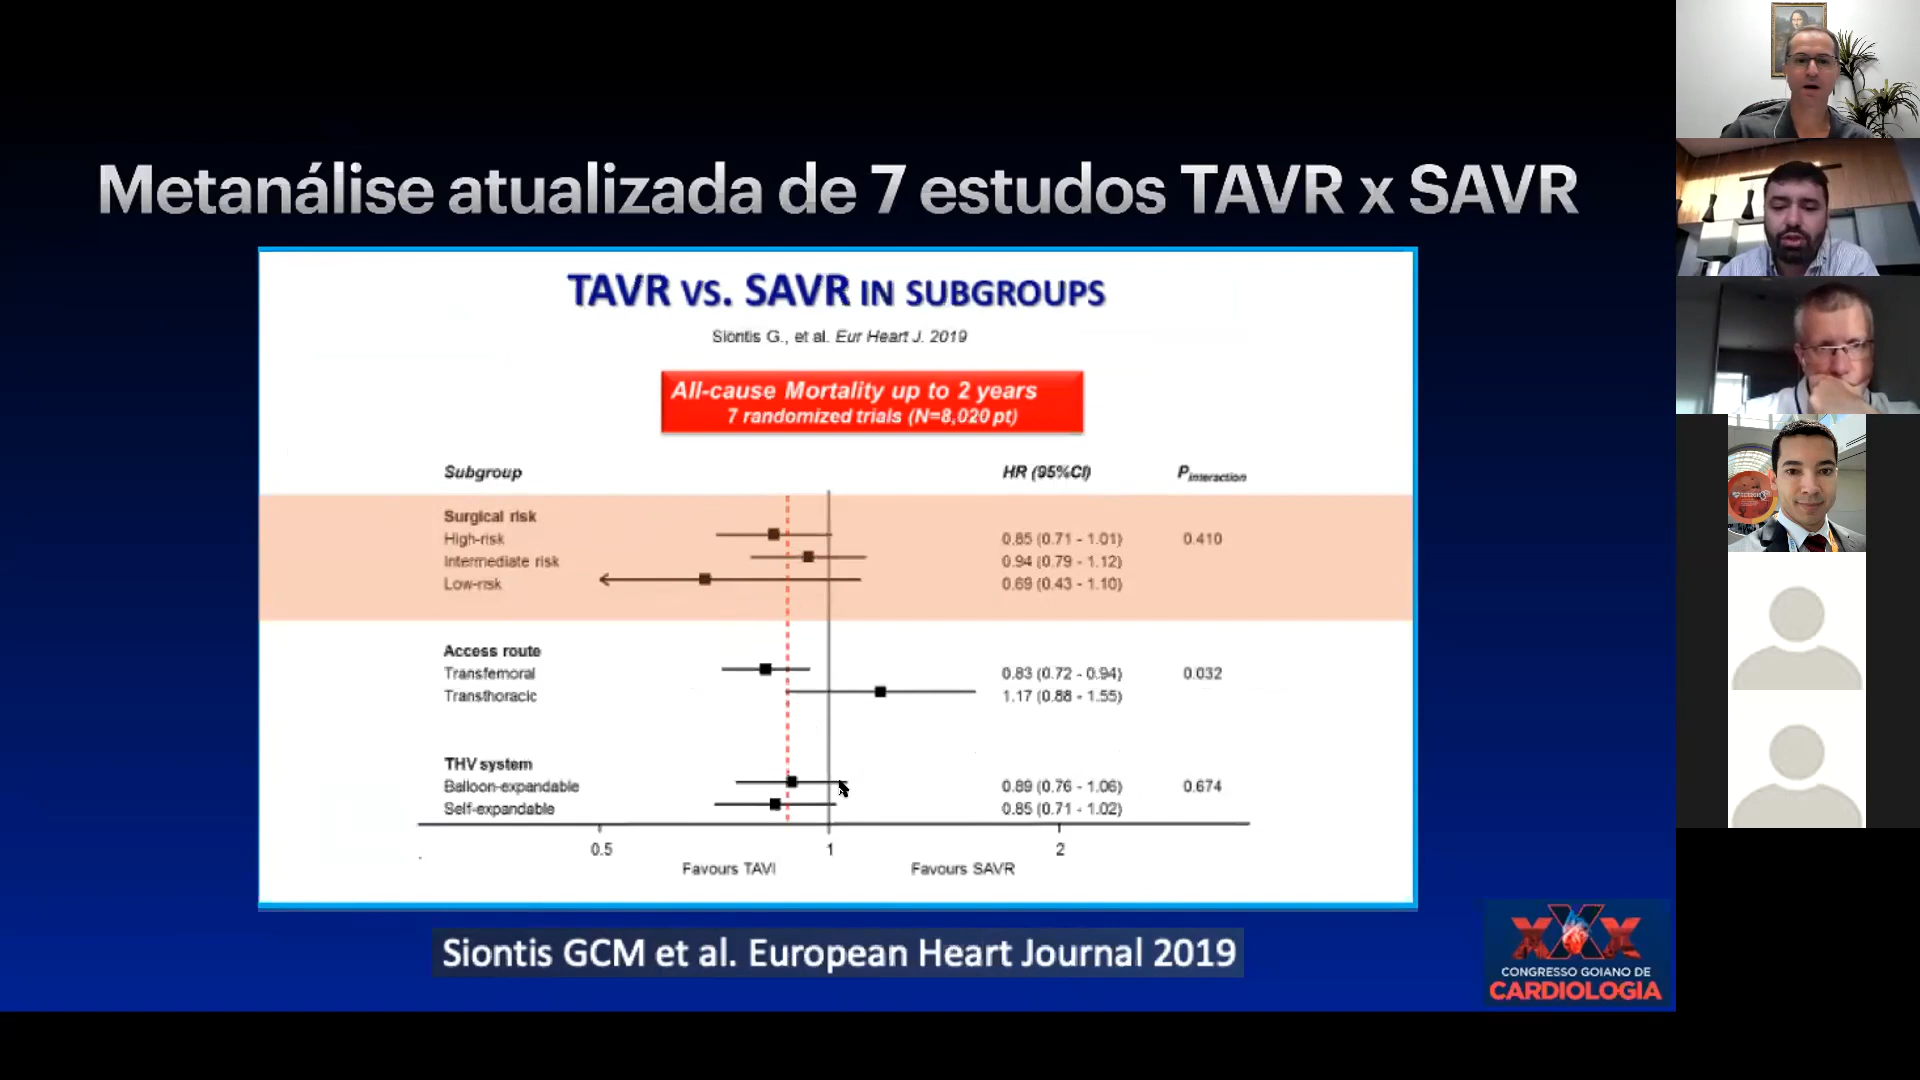 Metanálise atualizada de 7 estudos TAVR x SAVR
TAVR VS. SAVR IN SUBGROUPS
Siontis G., et al. Eur Heart J. 2019
All-cause Mortality up to 2 years
7 randomized trials (N=8,020 pt)
Subgroup HR (95%CI) Pinteraction
Surgical risk
High-risk 0.85 (0.71 - 1.01) 0.410
Intermediate risk 0.94 (0.79 - 1.12)
Low-risk 0.69 (0.43 - 1.10)
Access route
Transfemoral 0.83 (0.72 - 0.94) 0.032
Transthoracic 1.17 (0.88 - 1.55)
THV system
Balloon-expandable 0.89 (0.76 - 1.06) 0.674
Self-expandable 0.85 (0.71 - 1.02)
0.5 1 2
Favours TAVI Favours SAVR
Siontis GCM et al. European Heart Journal 2019
XXX
CONGRESSO GOIANO DE
CARDIOLOGIA